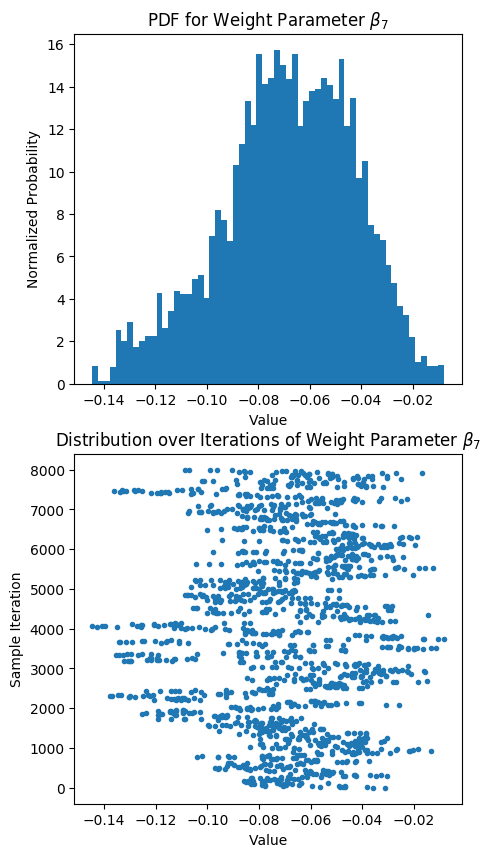 PDF for Weight Parameter β₇
16
14
12
10
8
6
4
2
0
Normalized Probability
−0.14 −0.12 −0.10 −0.08 −0.06 −0.04 −0.02
Value
Distribution over Iterations of Weight Parameter β₇
8000
7000
6000
5000
4000
3000
2000
1000
0
Sample Iteration
−0.14 −0.12 −0.10 −0.08 −0.06 −0.04 −0.02
Value